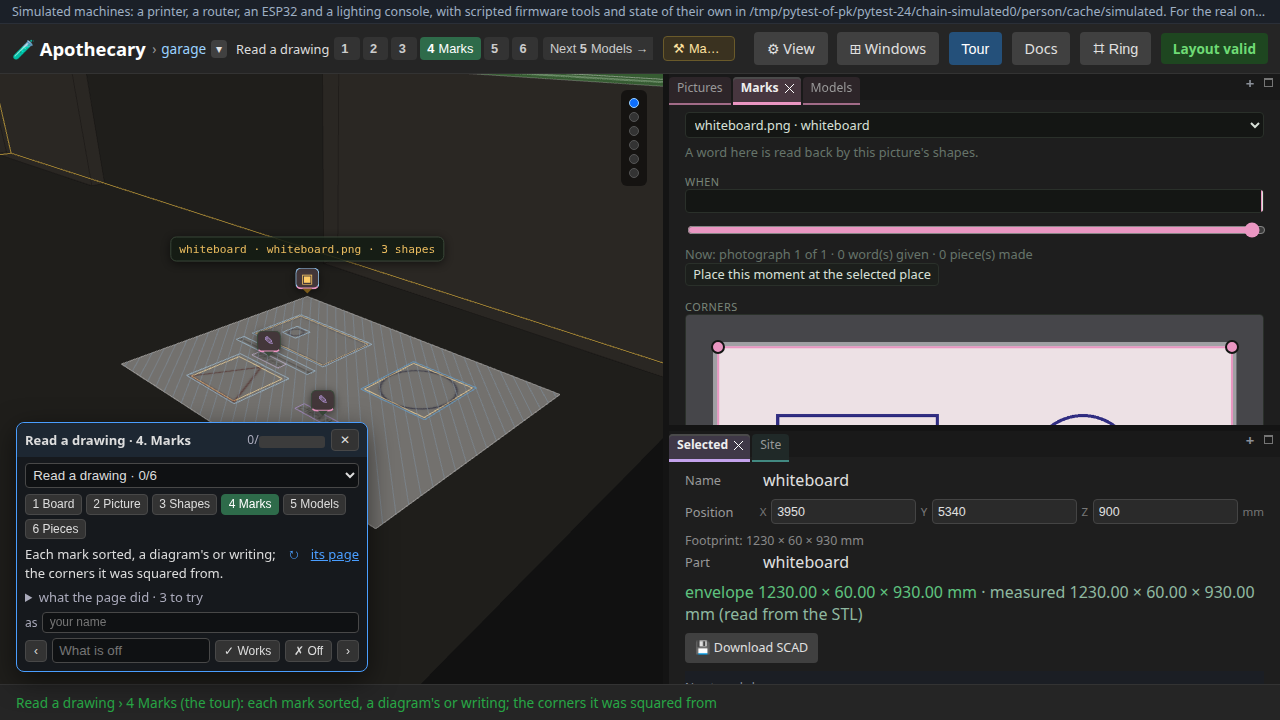 Simulated machines: a printer, a router, an ESP32 and a lighting console, with scripted firmware tools and state of their own in /tmp/pytest-of-pk/pytest-24/chain-simulated0/person/cache/simulated. For the real on...
Apothecary › garage ▾ Read a drawing 1 2 3 4 Marks 5 6 Next 5 Models → ⚒ Ma... ⚙ View ⊞ Windows Tour Docs Ring Layout valid
Pictures Marks Models
whiteboard.png · whiteboard
A word here is read back by this picture's shapes.
WHEN
Now: photograph 1 of 1 · 0 word(s) given · 0 piece(s) made
Place this moment at the selected place
CORNERS
whiteboard · whiteboard.png · 3 shapes
Read a drawing · 4. Marks 0/
Read a drawing · 0/6
1 Board 2 Picture 3 Shapes 4 Marks 5 Models
6 Pieces
Each mark sorted, a diagram's or writing; ↻ its page
the corners it was squared from.
▶ what the page did · 3 to try
as your name
‹ What is off ✓ Works ✗ Off ›
Selected Site
Name whiteboard
Position X 3950 Y 5340 Z 900 mm
Footprint: 1230 × 60 × 930 mm
Part whiteboard
envelope 1230.00 × 60.00 × 930.00 mm · measured 1230.00 × 60.00 × 930.00
mm (read from the STL)
Download SCAD
Read a drawing › 4 Marks (the tour): each mark sorted, a diagram's or writing; the corners it was squared from